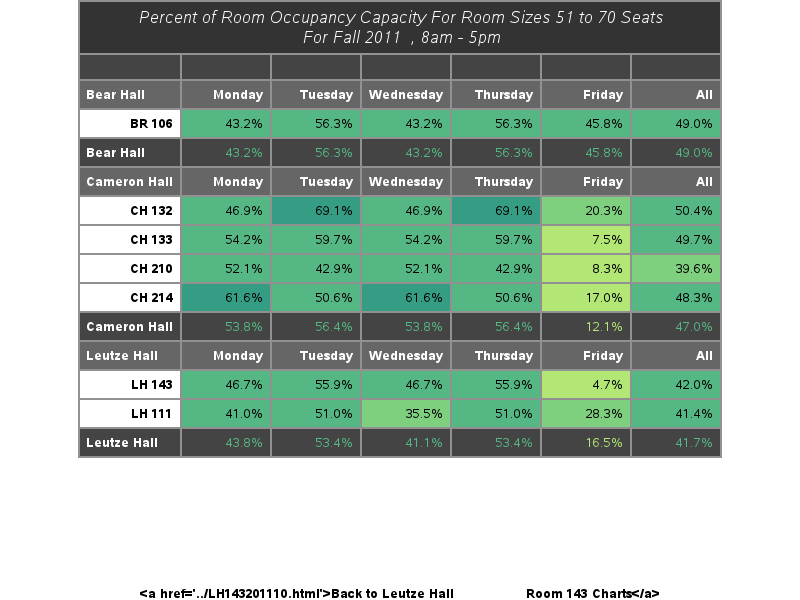 Percent of Room Occupancy Capacity For Room Sizes 51 to 70 Seats
For Fall 2011 , 8am - 5pm
Bear Hall Monday Tuesday Wednesday Thursday Friday All
BR 106 43.2% 56.3% 43.2% 56.3% 45.8% 49.0%
Bear Hall 43.2% 56.3% 43.2% 56.3% 45.8% 49.0%
Cameron Hall Monday Tuesday Wednesday Thursday Friday All
CH 132 46.9% 69.1% 46.9% 69.1% 20.3% 50.4%
CH 133 54.2% 59.7% 54.2% 59.7% 7.5% 49.7%
CH 210 52.1% 42.9% 52.1% 42.9% 8.3% 39.6%
CH 214 61.6% 50.6% 61.6% 50.6% 17.0% 48.3%
Cameron Hall 53.8% 56.4% 53.8% 56.4% 12.1% 47.0%
Leutze Hall Monday Tuesday Wednesday Thursday Friday All
LH 143 46.7% 55.9% 46.7% 55.9% 4.7% 42.0%
LH 111 41.0% 51.0% 35.5% 51.0% 28.3% 41.4%
Leutze Hall 43.8% 53.4% 41.1% 53.4% 16.5% 41.7%
<a href='../LH143201110.html'>Back to Leutze Hall Room 143 Charts</a>